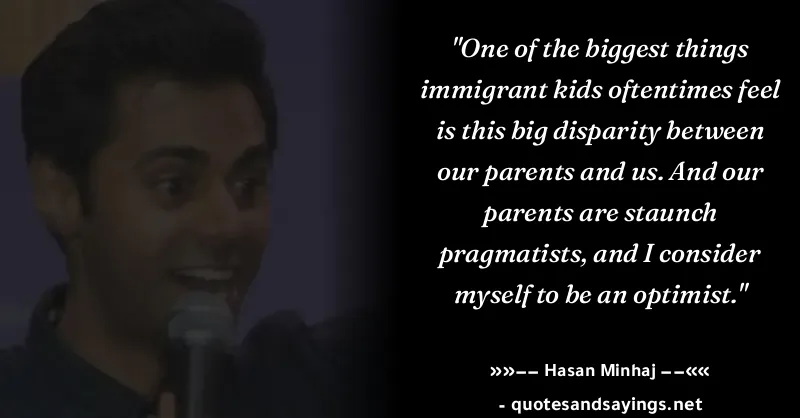 "One of the biggest things
immigrant kids oftentimes feel
is this big disparity between
our parents and us. And our
parents are staunch
pragmatists, and I consider
myself to be an optimist."
»»-- Hasan Minhaj --««
- quotesandsayings.net